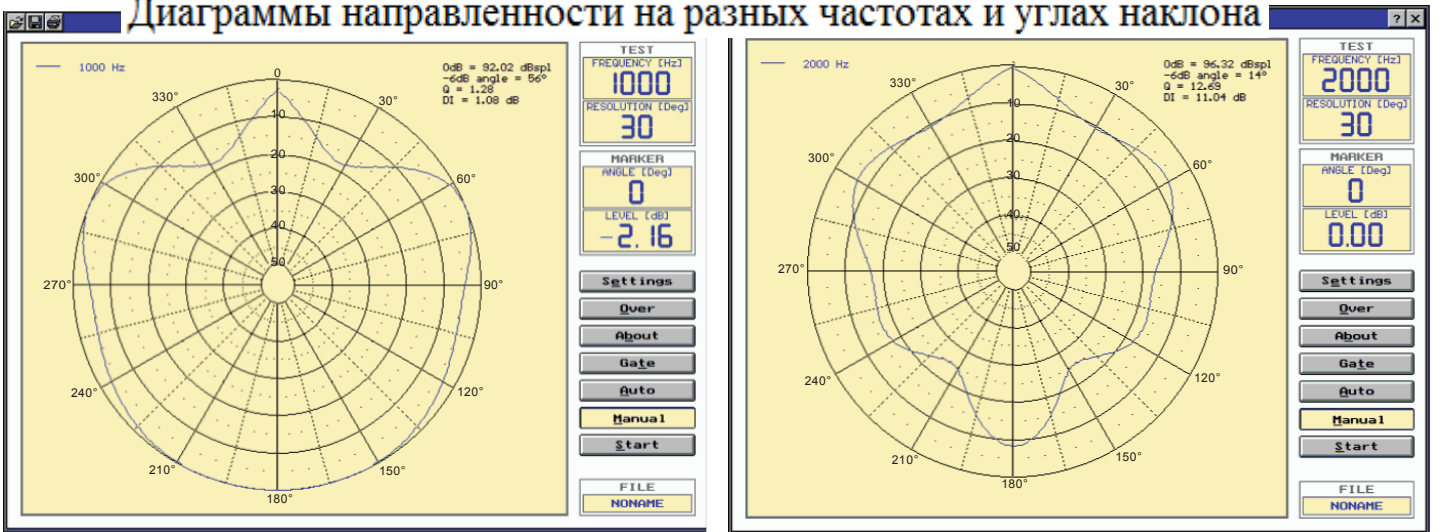 Диаграммы направленности на разных частотах и углах наклона
? ×
1000 Hz
0dB = 92.02 dBspl
-6dB angle = 56°
Q = 1.28
DI = 1.08 dB
0
330°
30°
10
300°
20
60°
30
40
50
270°
90°
240°
120°
210°
150°
180°
TEST
FREQUENCY [Hz]
1000
RESOLUTION [Deg]
30
MARKER
ANGLE [Deg]
0
LEVEL [dB]
-2.16
Settings
Over
About
Gate
Auto
Manual
Start
FILE
NONAME
2000 Hz
0dB = 96.32 dBspl
-6dB angle = 14°
Q = 12.69
DI = 11.04 dB
330°
30°
10
300°
20
60°
30
40
50
270°
90°
240°
120°
210°
150°
180°
TEST
FREQUENCY [Hz]
2000
RESOLUTION [Deg]
30
MARKER
ANGLE [Deg]
0
LEVEL [dB]
0.00
Settings
Over
About
Gate
Auto
Manual
Start
FILE
NONAME